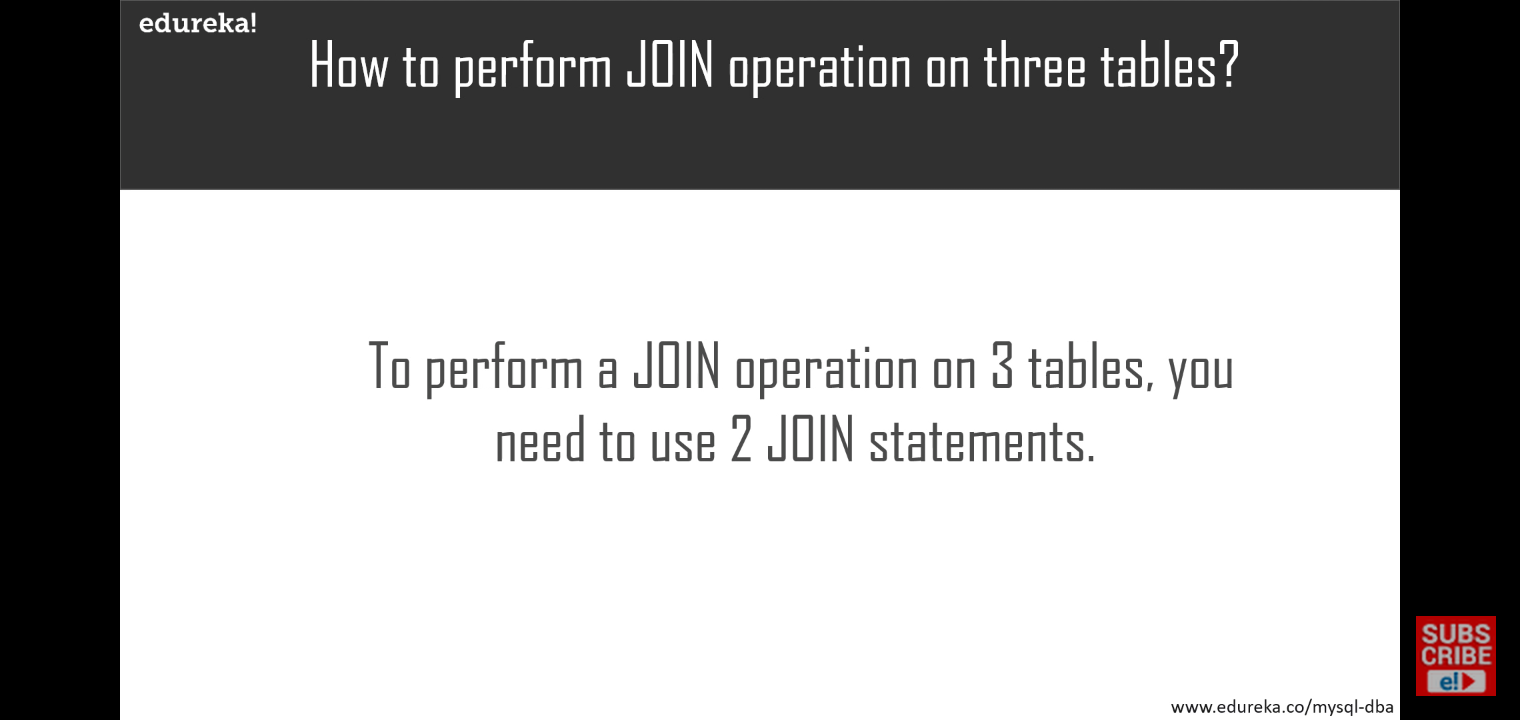 edureka!
How to perform JOIN operation on three tables?
To perform a JOIN operation on 3 tables, you
need to use 2 JOIN statements.
SUBS
CRIBE
e!
www.edureka.co/mysql-dba